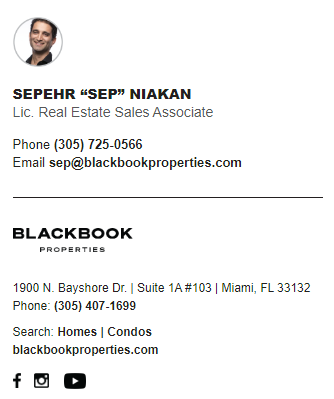 SEPEHR “SEP” NIAKAN
Lic. Real Estate Sales Associate
Phone (305) 725-0566
Email sep@blackbookproperties.com
BLACKBOOK
PROPERTIES
1900 N. Bayshore Dr. | Suite 1A #103 | Miami, FL 33132
Phone: (305) 407-1699
Search: Homes | Condos
blackbookproperties.com